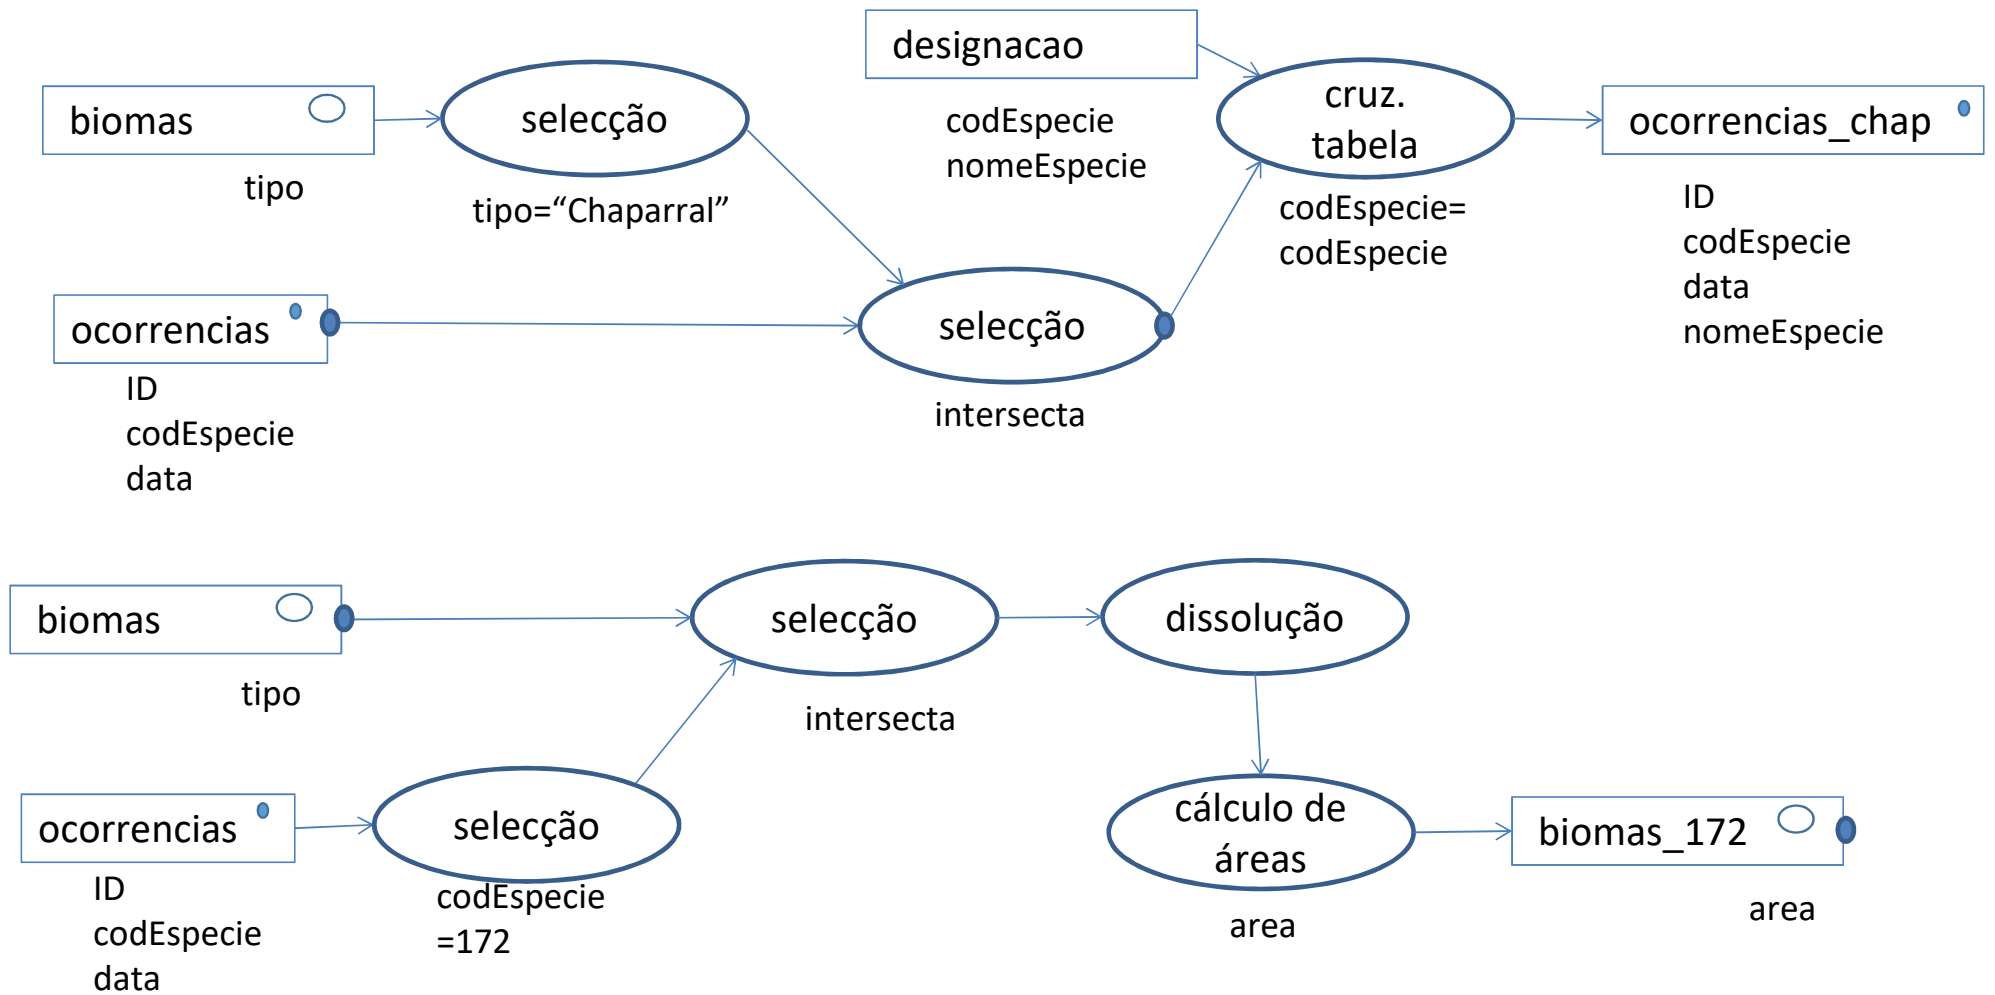 designacao
codEspecie
nomeEspecie
cruz.
tabela
codEspecie=
codEspecie
ocorrencias_chap
ID
codEspecie
data
nomeEspecie
biomas
tipo
selecção
tipo=“Chaparral”
ocorrencias
ID
codEspecie
data
selecção
intersecta
biomas
tipo
selecção
intersecta
dissolução
ocorrencias
ID
codEspecie
data
selecção
codEspecie
=172
cálculo de
áreas
area
biomas_172
area